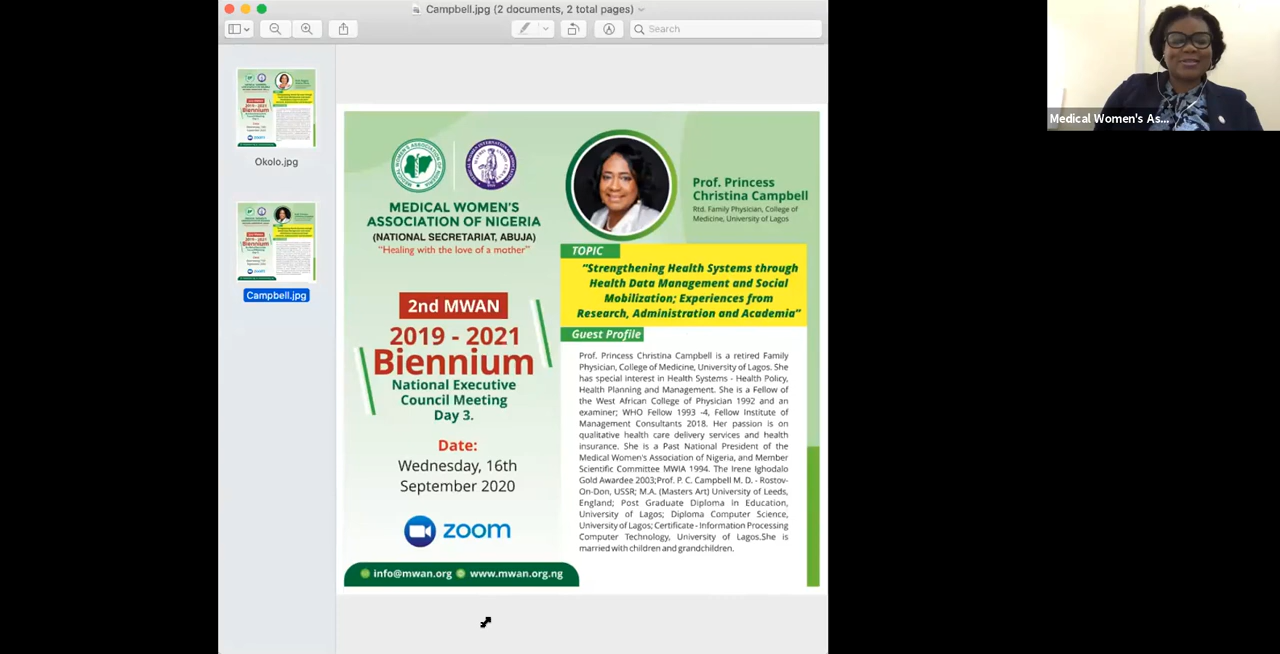 Campbell.jpg (2 documents, 2 total pages)
Search
Okolo.jpg
Campbell.jpg
MEDICAL WOMEN'S
ASSOCIATION OF NIGERIA
(NATIONAL SECRETARIAT, ABUJA)
"Healing with the love of a mother"
2nd MWAN
2019 - 2021
Biennium
National Executive
Council Meeting
Day 3.
Date:
Wednesday, 16th
September 2020
zoom
info@mwan.org www.mwan.org.ng
Prof. Princess
Christina Campbell
Rtd. Family Physician, College of
Medicine, University of Lagos
TOPIC
"Strengthening Health Systems through
Health Data Management and Social
Mobilization; Experiences from
Research, Administration and Academia"
Guest Profile
Prof. Princess Christina Campbell is a retired Family
Physician, College of Medicine, University of Lagos. She
has special interest in Health Systems - Health Policy,
Health Planning and Management. She is a Fellow of
the West African College of Physician 1992 and an
examiner; WHO Fellow 1993 -4, Fellow Institute of
Management Consultants 2018. Her passion is on
qualitative health care delivery services and health
insurance. She is a Past National President of the
Medical Women's Association of Nigeria, and Member
Scientific Committee MWIA 1994. The Irene Ighodalo
Gold Awardee 2003;Prof. P. C. Campbell M. D. - Rostov-
On-Don, USSR; M.A. (Masters Art) University of Leeds,
England; Post Graduate Diploma in Education,
University of Lagos; Diploma Computer Science,
University of Lagos; Certificate - Information Processing
Computer Technology, University of Lagos.She is
married with children and grandchildren.
Medical Women's As...